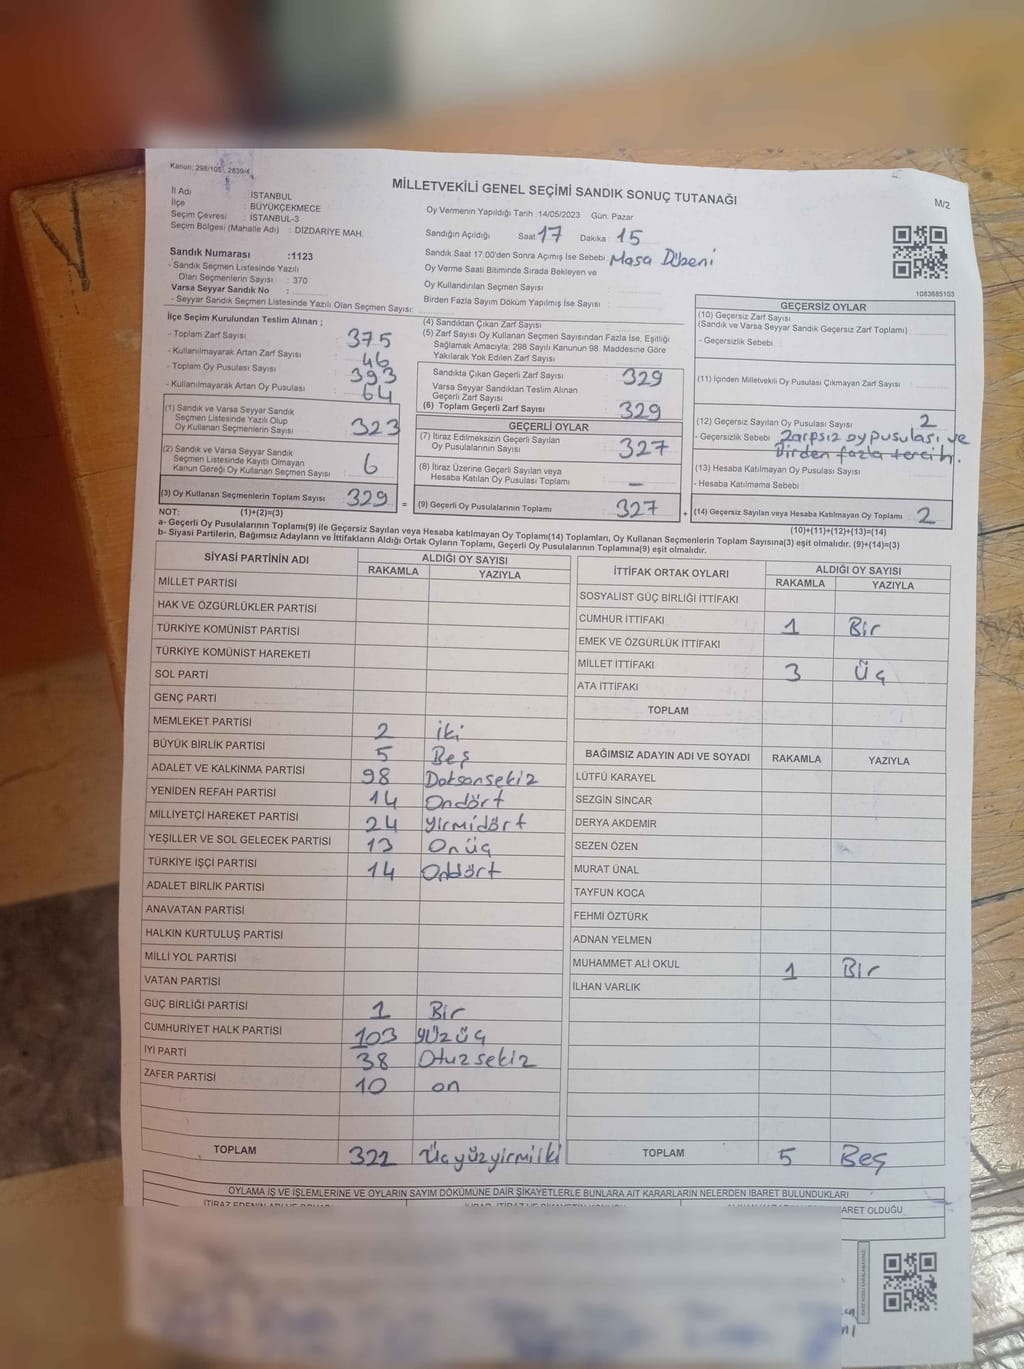 Kanun: 298/105, 2839/4
MİLLETVEKİLİ GENEL SEÇİMİ SANDIK SONUÇ TUTANAĞI
M/2
İl Adı : İSTANBUL
İlçe : BÜYÜKÇEKMECE
Seçim Çevresi : İSTANBUL-3
Seçim Bölgesi (Mahalle Adı) : DİZDARİYE MAH.
Oy Vermenin Yapıldığı Tarih :14/05/2023 Gün: Pazar
Sandığın Açıldığı Saat 17 Dakika 15
Sandık Saat 17.00'den Sonra Açımış İse Sebebi Masa Düzeni
Oy Verme Saati Bitiminde Sırada Bekleyen ve
Oy Kullandırılan Seçmen Sayısı :
Birden Fazla Sayım Döküm Yapılmış İse Sayısı :
1083685103
Sandık Numarası :1123
- Sandık Seçmen Listesinde Yazılı
Olan Seçmenlerin Sayısı : 370
Varsa Seyyar Sandık No :
- Seyyar Sandık Seçmen Listesinde Yazılı Olan Seçmen Sayısı:
İlçe Seçim Kurulundan Teslim Alınan ;
- Toplam Zarf Sayısı : 375
- Kullanılmayarak Artan Zarf Sayısı : 46
- Toplam Oy Pusulası Sayısı : 393
- Kullanılmayarak Artan Oy Pusulası : 64
(1) Sandık ve Varsa Seyyar Sandık
Seçmen Listesinde Yazılı Olup
Oy Kullanan Seçmenlerin Sayısı : 323
(2) Sandık ve Varsa Seyyar Sandık
Seçmen Listesinde Kayıtlı Olmayan
Kanun Gereği Oy Kullanan Seçmen Sayısı : 6
(3) Oy Kullanan Seçmenlerin Toplam Sayısı : 329
(4) Sandıktan Çıkan Zarf Sayısı
(5) Zarf Sayısı Oy Kullanan Seçmen Sayısından Fazla İse, Eşitliği
Sağlamak Amacıyla, 298 Sayılı Kanunun 98. Maddesine Göre
Yakılarak Yok Edilen Zarf Sayısı
Sandıkta Çıkan Geçerli Zarf Sayısı : 329
Varsa Seyyar Sandıktan Teslim Alınan
Geçerli Zarf Sayısı
(6) Toplam Geçerli Zarf Sayısı : 329
GEÇERLİ OYLAR
(7) İtiraz Edilmeksizin Geçerli Sayılan
Oy Pusulalarının Sayısı : 327
(8) İtiraz Üzerine Geçerli Sayılan veya
Hesaba Katılan Oy Pusulası Toplamı : —
= (9) Geçerli Oy Pusulalarının Toplamı : 327
GEÇERSİZ OYLAR
(10) Geçersiz Zarf Sayısı
(Sandık ve Varsa Seyyar Sandık Geçersiz Zarf Toplamı)
- Geçersizlik Sebebi :
(11) İçinden Milletvekili Oy Pusulası Çıkmayan Zarf Sayısı
(12) Geçersiz Sayılan Oy Pusulası Sayısı : 2
- Geçersizlik Sebebi : Zarpsız oy pusulası ve
Birden fazla tercih.
(13) Hesaba Katılmayan Oy Pusulası Sayısı
- Hesaba Katılmama Sebebi :
+ (14) Geçersiz Sayılan veya Hesaba Katılmayan Oy Toplamı : 2
NOT: (1)+(2)=(3)
(10)+(11)+(12)+(13)=(14)
a- Geçerli Oy Pusulalarının Toplamı(9) ile Geçersiz Sayılan veya Hesaba katılmayan Oy Toplamı(14) Toplamları, Oy Kullanan Seçmenlerin Toplam Sayısına(3) eşit olmalıdır. (9)+(14)=(3)
b- Siyasi Partilerin, Bağımsız Adayların ve İttifakların Aldığı Ortak Oyların Toplamı, Geçerli Oy Pusulalarının Toplamına(9) eşit olmalıdır.
SİYASİ PARTİNİN ADI ALDIĞI OY SAYISI
RAKAMLA YAZIYLA
MİLLET PARTİSİ
HAK VE ÖZGÜRLÜKLER PARTİSİ
TÜRKİYE KOMÜNİST PARTİSİ
TÜRKİYE KOMÜNİST HAREKETİ
SOL PARTİ
GENÇ PARTİ
MEMLEKET PARTİSİ 2 iki
BÜYÜK BİRLİK PARTİSİ 5 Beş
ADALET VE KALKINMA PARTİSİ 98 Doksansekiz
YENİDEN REFAH PARTİSİ 14 Ondört
MİLLİYETÇİ HAREKET PARTİSİ 24 yirmidört
YEŞİLLER VE SOL GELECEK PARTİSİ 13 Onüç
TÜRKİYE İŞÇİ PARTİSİ 14 Ondört
ADALET BİRLİK PARTİSİ
ANAVATAN PARTİSİ
HALKIN KURTULUŞ PARTİSİ
MİLLİ YOL PARTİSİ
VATAN PARTİSİ
GÜÇ BİRLİĞİ PARTİSİ 1 Bir
CUMHURİYET HALK PARTİSİ 103 yüzüç
İYİ PARTİ 38 Otuzsekiz
ZAFER PARTİSİ 10 on
TOPLAM 322 üçyüzyirmiiki
İTTİFAK ORTAK OYLARI ALDIĞI OY SAYISI
RAKAMLA YAZIYLA
SOSYALİST GÜÇ BİRLİĞİ İTTİFAKI
CUMHUR İTTİFAKI 1 Bir
EMEK VE ÖZGÜRLÜK İTTİFAKI
MİLLET İTTİFAKI 3 Üç
ATA İTTİFAKI
TOPLAM
BAĞIMSIZ ADAYIN ADI VE SOYADI RAKAMLA YAZIYLA
LÜTFÜ KARAYEL
SEZGİN SİNCAR
DERYA AKDEMİR
SEZEN ÖZEN
MURAT ÜNAL
TAYFUN KOCA
FEHMİ ÖZTÜRK
ADNAN YELMEN
MUHAMMET ALİ OKUL 1 Bir
İLHAN VARLIK
TOPLAM 5 Beş
OYLAMA İŞ VE İŞLEMLERİNE VE OYLARIN SAYIM DÖKÜMÜNE DAİR ŞİKAYETLERLE BUNLARA AİT KARARLARIN NELERDEN İBARET BULUNDUKLARI
ARET OLDUĞU